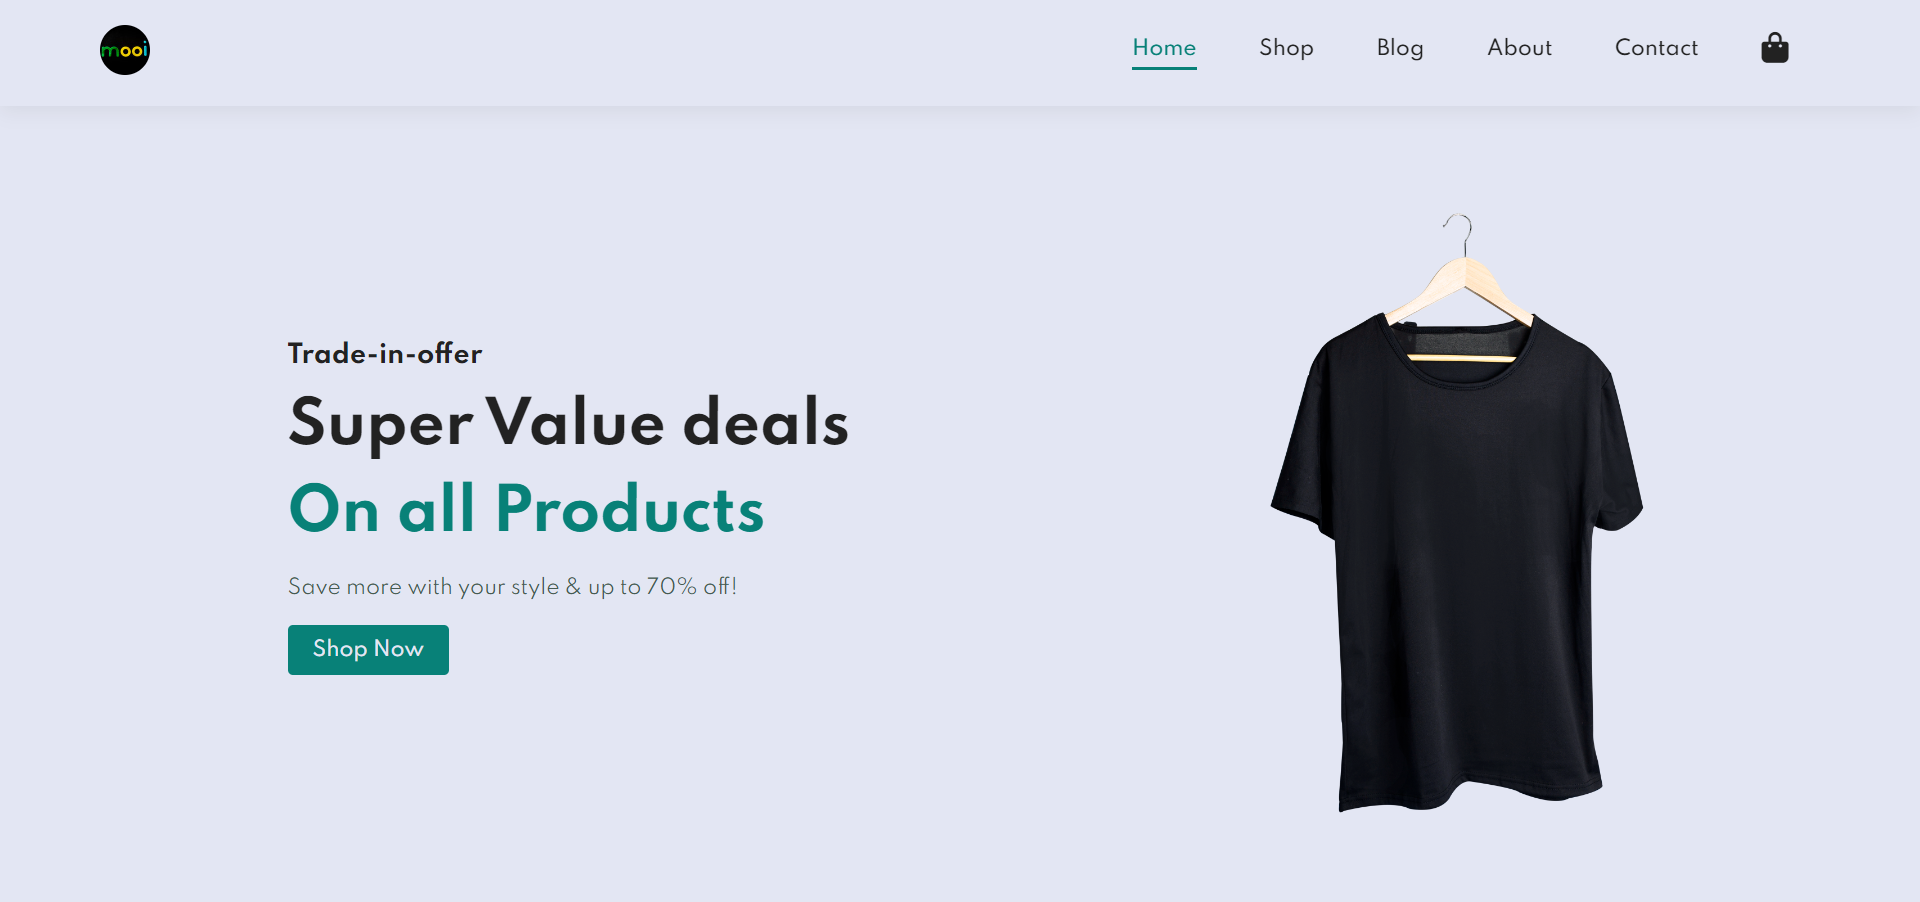 mooi
Home Shop Blog About Contact
Trade-in-offer
Super Value deals
On all Products
Save more with your style & up to 70% off!
Shop Now